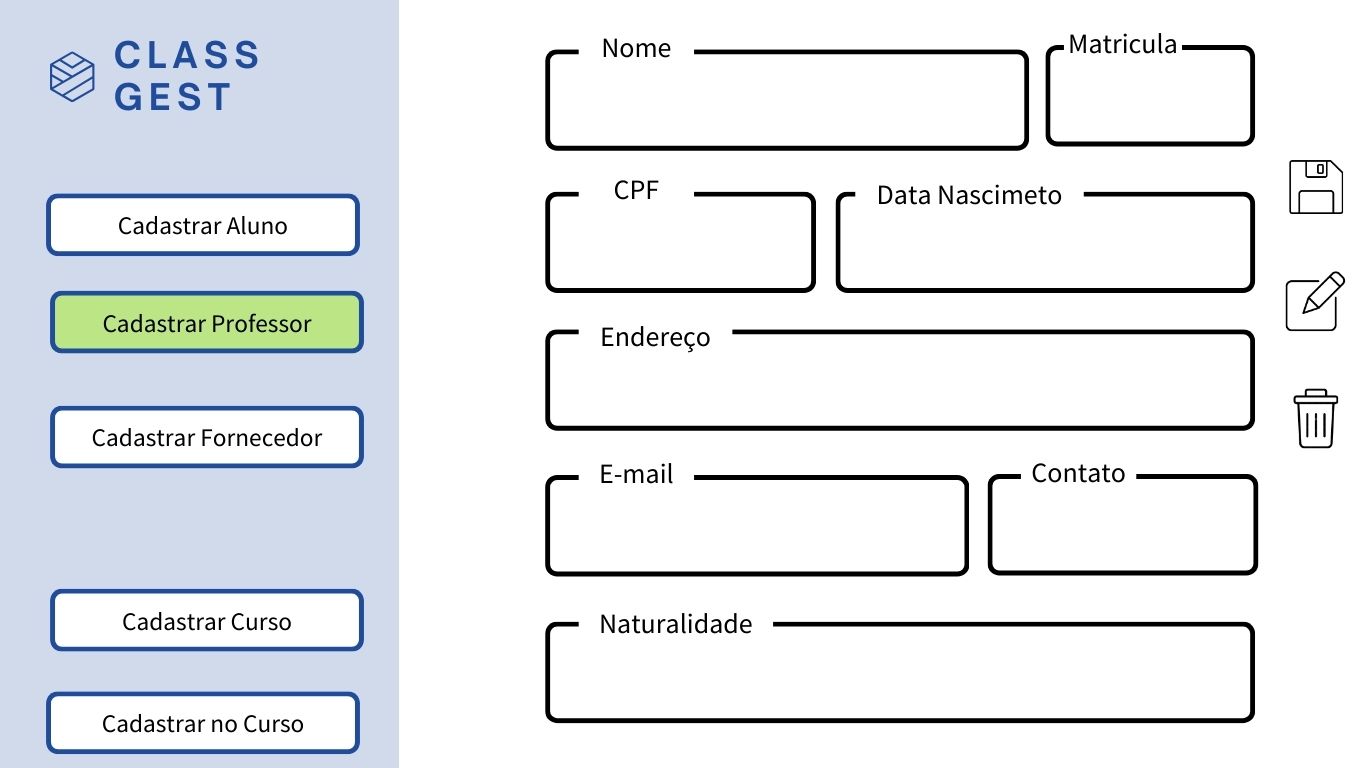 CLASS
GEST
Cadastrar Aluno
Cadastrar Professor
Cadastrar Fornecedor
Cadastrar Curso
Cadastrar no Curso
Nome
Matricula
CPF
Data Nascimeto
Endereço
E-mail
Contato
Naturalidade